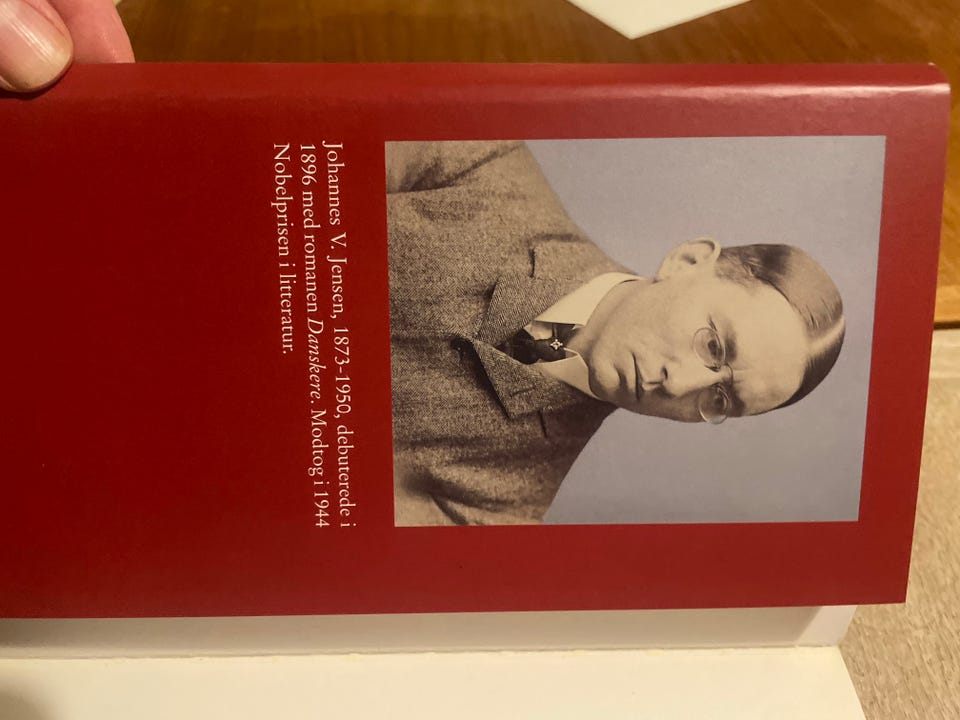 Johannes V. Jensen, 1873-1950, debuterede i
1896 med romanen Danskere. Modtog i 1944
Nobelprisen i litteratur.